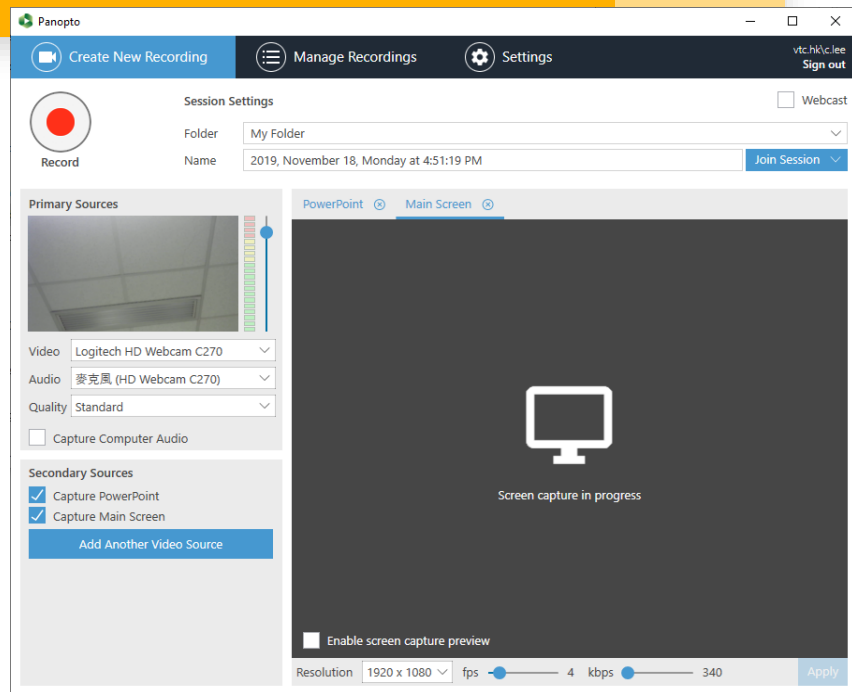 Panopto
Create New Recording
Manage Recordings
Settings
vtc.hk\c.lee
Sign out
Record
Session Settings
Webcast
Folder
My Folder
Name
2019, November 18, Monday at 4:51:19 PM
Join Session
Primary Sources
Video
Logitech HD Webcam C270
Audio
麥克風 (HD Webcam C270)
Quality
Standard
Capture Computer Audio
Secondary Sources
Capture PowerPoint
Capture Main Screen
Add Another Video Source
PowerPoint
Main Screen
Screen capture in progress
Enable screen capture preview
Resolution
1920 x 1080
fps
4
kbps
340
Apply